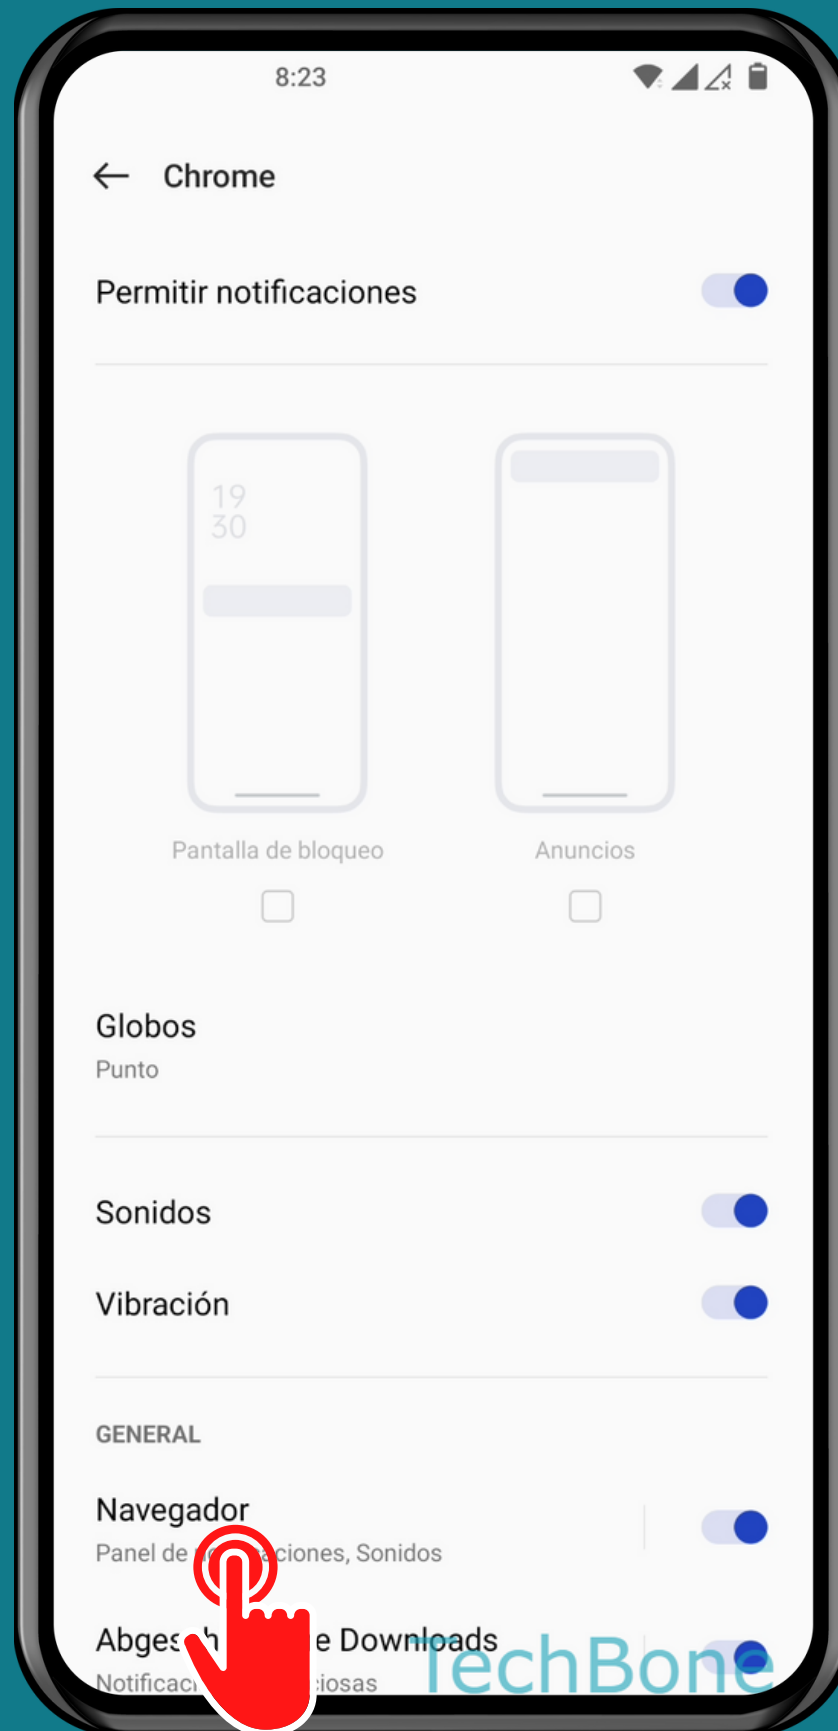 8:23
Chrome
Permitir notificaciones
19
30
Pantalla de bloqueo
Anuncios
Globos
Punto
Sonidos
Vibración
GENERAL
Navegador
Panel de Sonidos
Downloads
TechBone